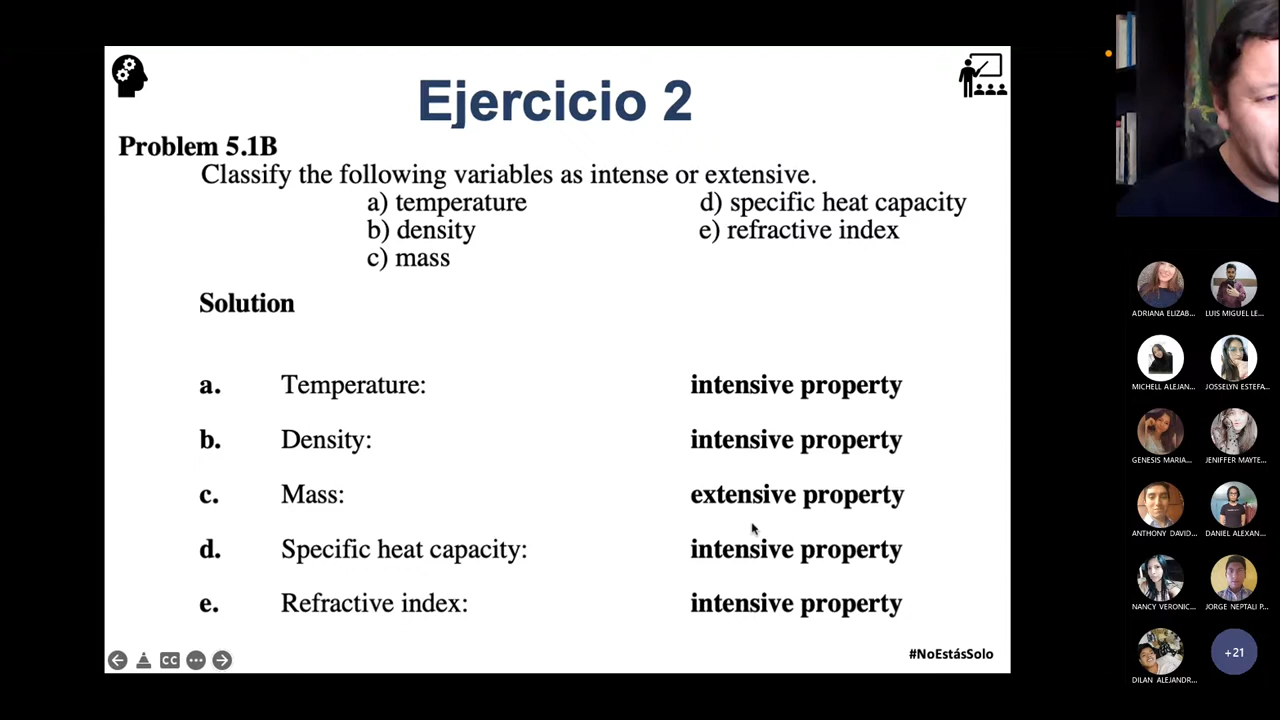 Ejercicio 2
Problem 5.1B
Classify the following variables as intense or extensive.
a) temperature
d) specific heat capacity
b) density
e) refractive index
c) mass
Solution
a. Temperature: intensive property
b. Density: intensive property
c. Mass: extensive property
d. Specific heat capacity: intensive property
e. Refractive index: intensive property
CC
#NoEstásSolo
ADRIANA ELIZAB...
LUIS MIGUEL LE...
MICHELL ALEJAN...
JOSSELYN ESTEFA...
GENESIS MARIA...
JENIFFER MAYTE...
ANTHONY DAVID...
DANIEL ALEXAN...
NANCY VERONIC...
JORGE NEPTALI P...
DILAN ALEJANDR...
+21